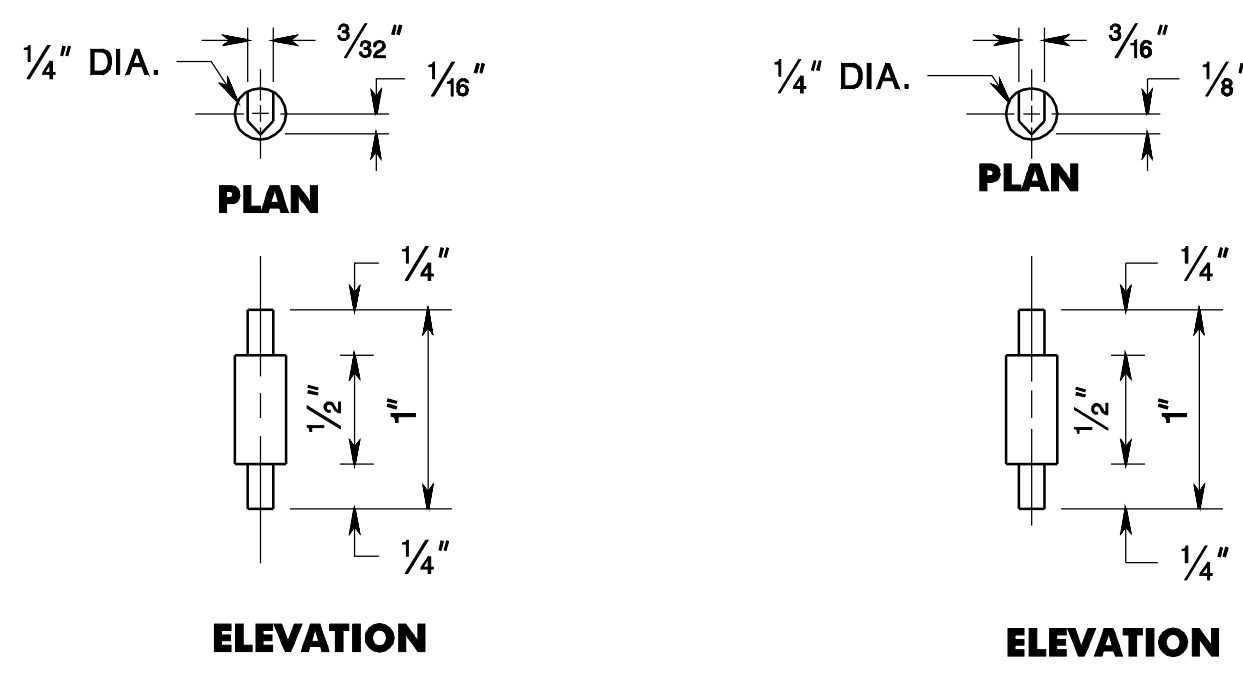 3/32"
1/4" DIA.
1/16"
PLAN
1/4"
1/2"
1"
1/4"
ELEVATION
3/16"
1/4" DIA.
1/8"
PLAN
1/4"
1/2"
1"
1/4"
ELEVATION